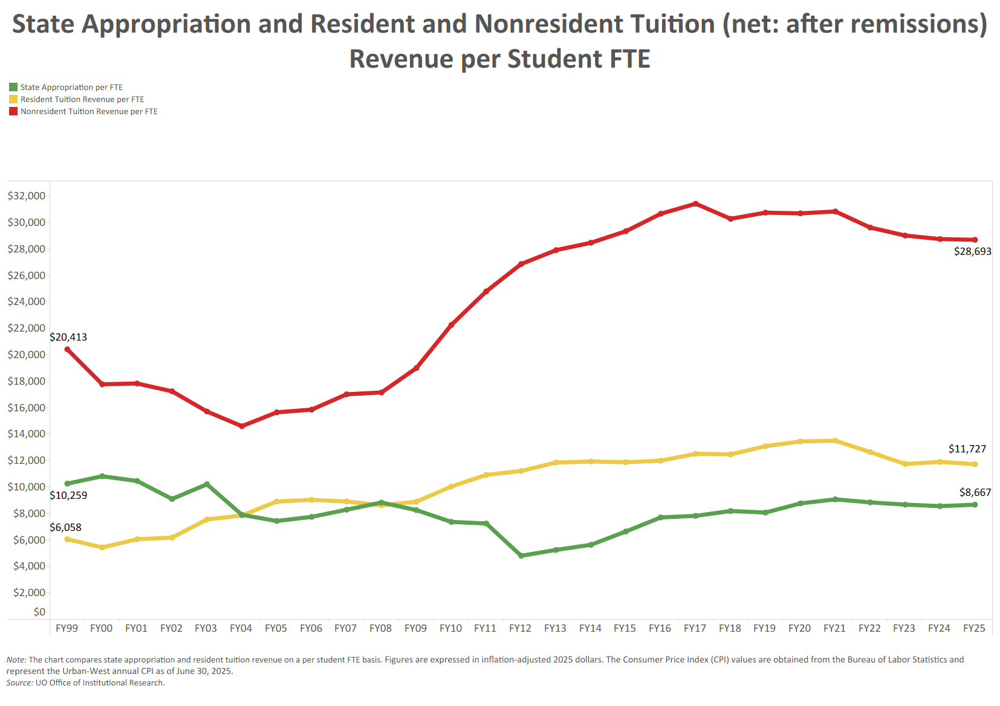 State Appropriation and Resident and Nonresident Tuition (net: after remissions)
Revenue per Student FTE
State Appropriation per FTE
Resident Tuition Revenue per FTE
Nonresident Tuition Revenue per FTE
$32,000
$30,000
$28,000
$28,693
$26,000
$24,000
$22,000
$20,413
$20,000
$18,000
$16,000
$14,000
$11,727
$12,000
$10,000
$10,259
$8,667
$8,000
$6,058
$6,000
$4,000
$2,000
$0
FY99 FY00 FY01 FY02 FY03 FY04 FY05 FY06 FY07 FY08 FY09 FY10 FY11 FY12 FY13 FY14 FY15 FY16 FY17 FY18 FY19 FY20 FY21 FY22 FY23 FY24 FY25
Note: The chart compares state appropriation and resident tuition revenue on a per student FTE basis. Figures are expressed in inflation-adjusted 2025 dollars. The Consumer Price Index (CPI) values are obtained from the Bureau of Labor Statistics and
represent the Urban-West annual CPI as of June 30, 2025.
Source: UO Office of Institutional Research.